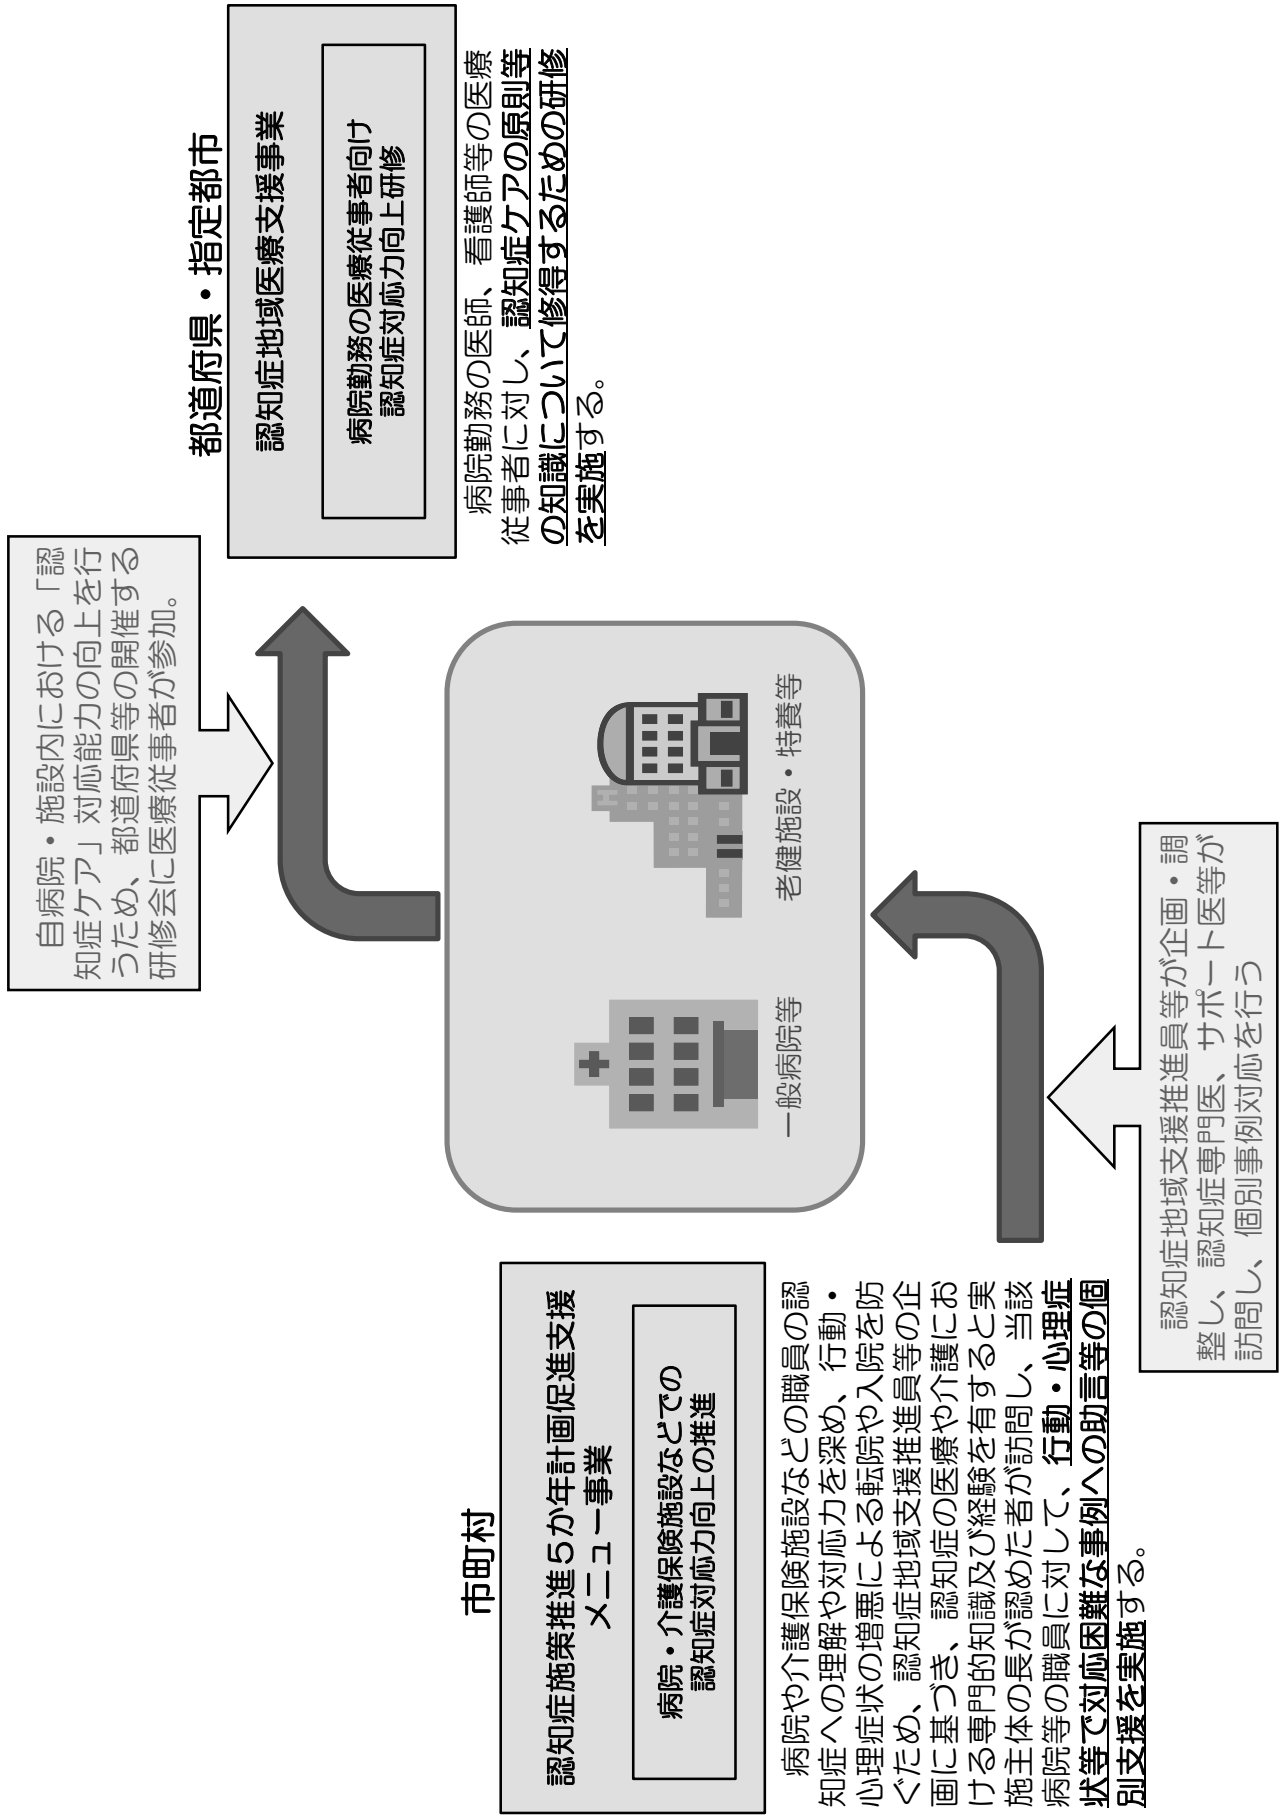 市町村
認知症施策推進５か年計画促進支援
メニュー事業
病院・介護保険施設などでの
認知症対応力向上の推進
病院や介護保険施設などの職員の認
知症への理解や対応力を深め、行動・
心理症状の増悪による転院や入院を防
ぐため、認知症地域支援推進員等の企
画に基づき、認知症の医療や介護にお
ける専門的知識及び経験を有すると実
施主体の長が認めた者が訪問し、当該
病院等の職員に対して、行動・心理症
状等で対応困難な事例への助言等の個
別支援を実施する。
一般病院等
老健施設・特養等
認知症地域支援推進員等が企画・調
整し、認知症専門医、サポート医等が
訪問し、個別事例対応を行う
自病院・施設内における「認
知症ケア」対応能力の向上を行
うため、都道府県等の開催する
研修会に医療従事者が参加。
都道府県・指定都市
認知症地域医療支援事業
病院勤務の医療従事者向け
認知症対応力向上研修
病院勤務の医師、看護師等の医療
従事者に対し、認知症ケアの原則等
の知識について修得するための研修
を実施する。